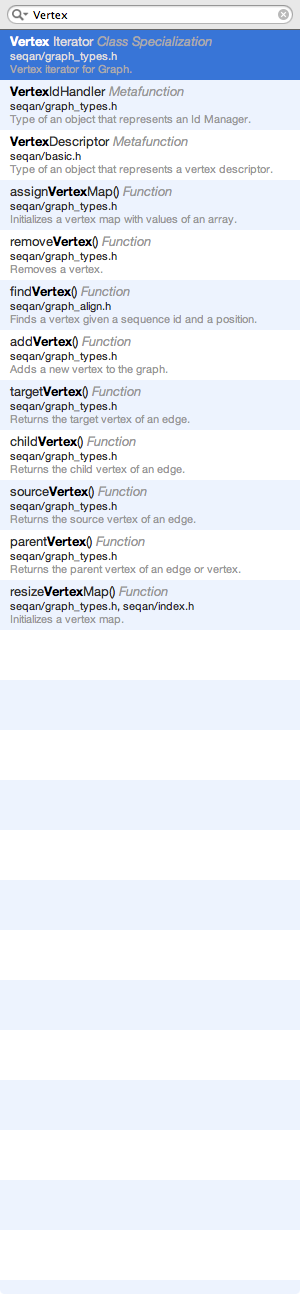 Vertex
Vertex Iterator Class Specialization
seqan/graph_types.h
Vertex iterator for Graph.
VertexIdHandler Metafunction
seqan/graph_types.h
Type of an object that represents an Id Manager.
VertexDescriptor Metafunction
seqan/basic.h
Type of an object that represents a vertex descriptor.
assignVertexMap() Function
seqan/graph_types.h
Initializes a vertex map with values of an array.
removeVertex() Function
seqan/graph_types.h
Removes a vertex.
findVertex() Function
seqan/graph_align.h
Finds a vertex given a sequence id and a position.
addVertex() Function
seqan/graph_types.h
Adds a new vertex to the graph.
targetVertex() Function
seqan/graph_types.h
Returns the target vertex of an edge.
childVertex() Function
seqan/graph_types.h
Returns the child vertex of an edge.
sourceVertex() Function
seqan/graph_types.h
Returns the source vertex of an edge.
parentVertex() Function
seqan/graph_types.h
Returns the parent vertex of an edge or vertex.
resizeVertexMap() Function
seqan/graph_types.h, seqan/index.h
Initializes a vertex map.